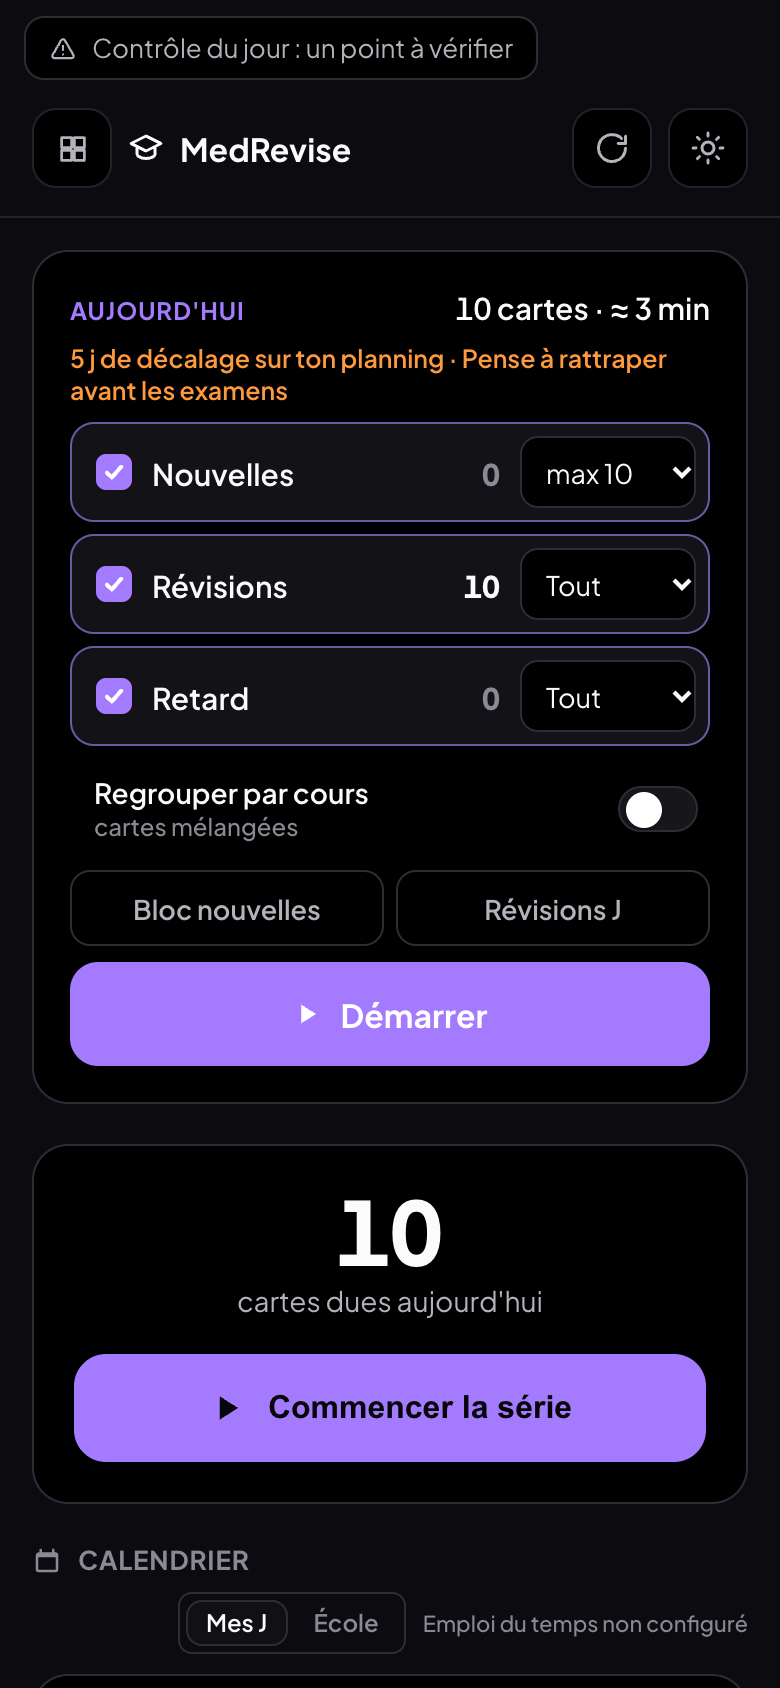 Contrôle du jour : un point à vérifier
MedRevise
AUJOURD'HUI
10 cartes · ≈ 3 min
5 j de décalage sur ton planning · Pense à rattraper
avant les examens
Nouvelles 0 max 10
Révisions 10 Tout
Retard 0 Tout
Regrouper par cours
cartes mélangées
Bloc nouvelles
Révisions J
Démarrer
10
cartes dues aujourd'hui
Commencer la série
CALENDRIER
Mes J
École
Emploi du temps non configuré